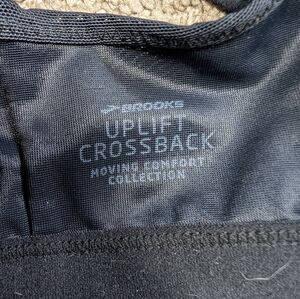 BROOKS
UPLIFT
CROSSBACK
MOVING COMFORT
COLLECTION